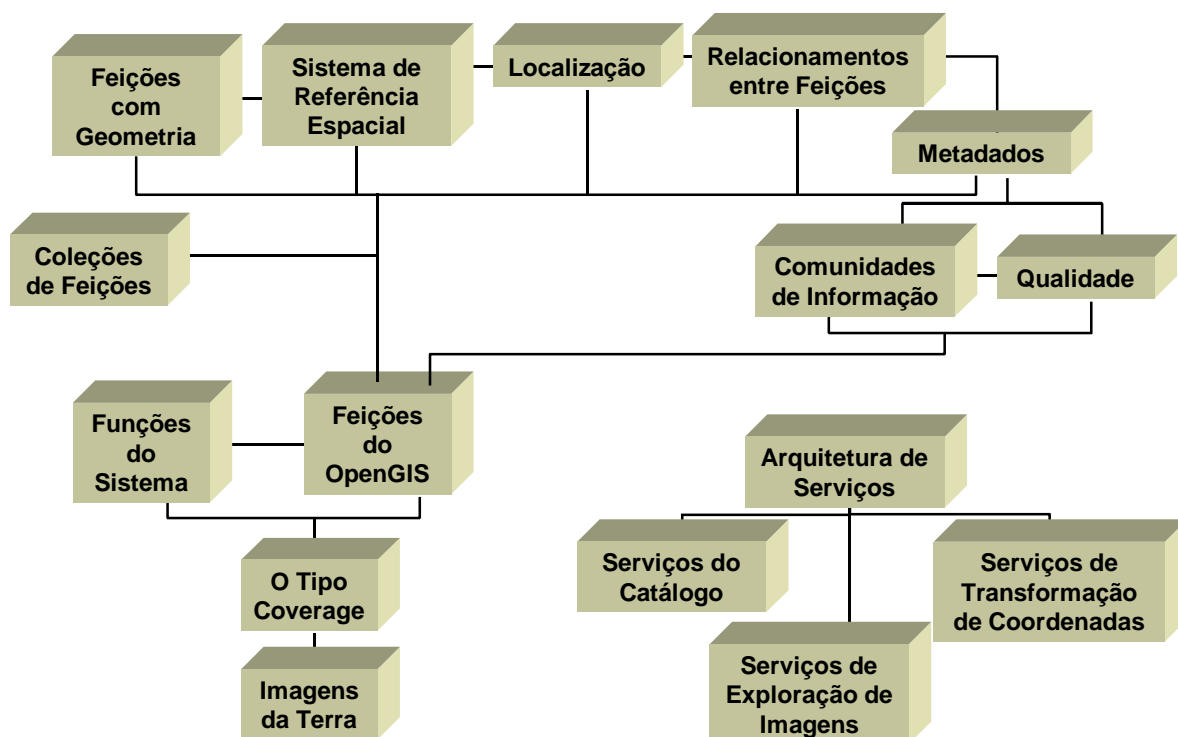 Feições
com
Geometria
Sistema de
Referência
Espacial
Localização
Relacionamentos
entre Feições
Metadados
Coleções
de Feições
Comunidades
de Informação
Qualidade
Funções
do
Sistema
Feições
do
OpenGIS
Arquitetura de
Serviços
O Tipo
Coverage
Serviços do
Catálogo
Serviços de
Transformação
de Coordenadas
Imagens
da Terra
Serviços de
Exploração de
Imagens